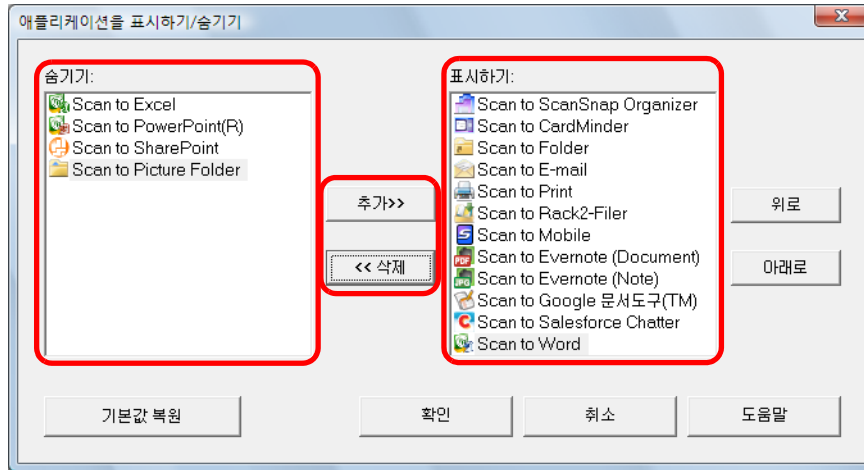 애플리케이션을 표시하기/숨기기
숨기기:
Scan to Excel
Scan to PowerPoint(R)
Scan to SharePoint
Scan to Picture Folder
추가>>
<< 삭제
표시하기:
Scan to ScanSnap Organizer
Scan to CardMinder
Scan to Folder
Scan to E-mail
Scan to Print
Scan to Rack2-Filer
Scan to Mobile
Scan to Evernote (Document)
Scan to Evernote (Note)
Scan to Google 문서도구(TM)
Scan to Salesforce Chatter
Scan to Word
위로
아래로
기본값 복원
확인
취소
도움말